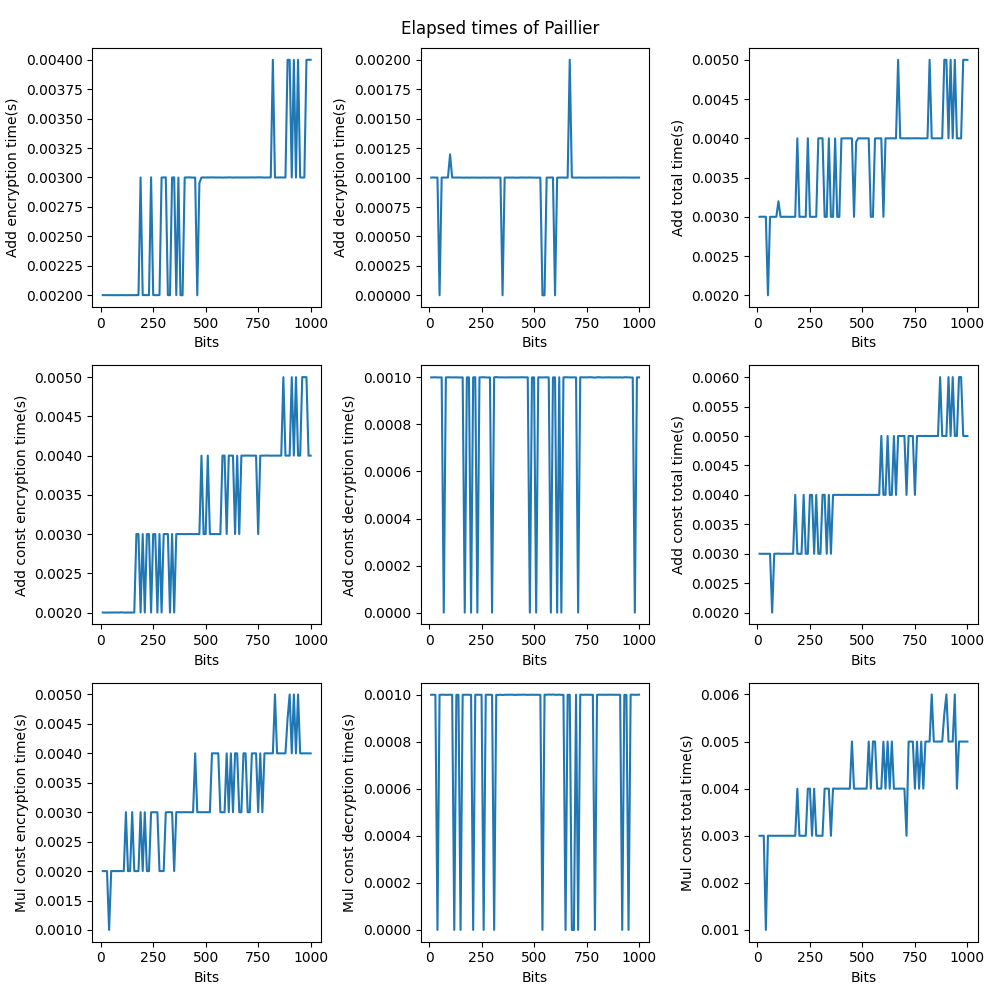 Elapsed times of Paillier
Add encryption time(s)
0.00400
0.00375
0.00350
0.00325
0.00300
0.00275
0.00250
0.00225
0.00200
0 250 500 750 1000
Bits
Add decryption time(s)
0.00200
0.00175
0.00150
0.00125
0.00100
0.00075
0.00050
0.00025
0.00000
0 250 500 750 1000
Bits
Add total time(s)
0.0050
0.0045
0.0040
0.0035
0.0030
0.0025
0.0020
0 250 500 750 1000
Bits
Add const encryption time(s)
0.0050
0.0045
0.0040
0.0035
0.0030
0.0025
0.0020
0 250 500 750 1000
Bits
Add const decryption time(s)
0.0010
0.0008
0.0006
0.0004
0.0002
0.0000
0 250 500 750 1000
Bits
Add const total time(s)
0.0060
0.0055
0.0050
0.0045
0.0040
0.0035
0.0030
0.0025
0.0020
0 250 500 750 1000
Bits
Mul const encryption time(s)
0.0050
0.0045
0.0040
0.0035
0.0030
0.0025
0.0020
0.0015
0.0010
0 250 500 750 1000
Bits
Mul const decryption time(s)
0.0010
0.0008
0.0006
0.0004
0.0002
0.0000
0 250 500 750 1000
Bits
Mul const total time(s)
0.006
0.005
0.004
0.003
0.002
0.001
0 250 500 750 1000
Bits